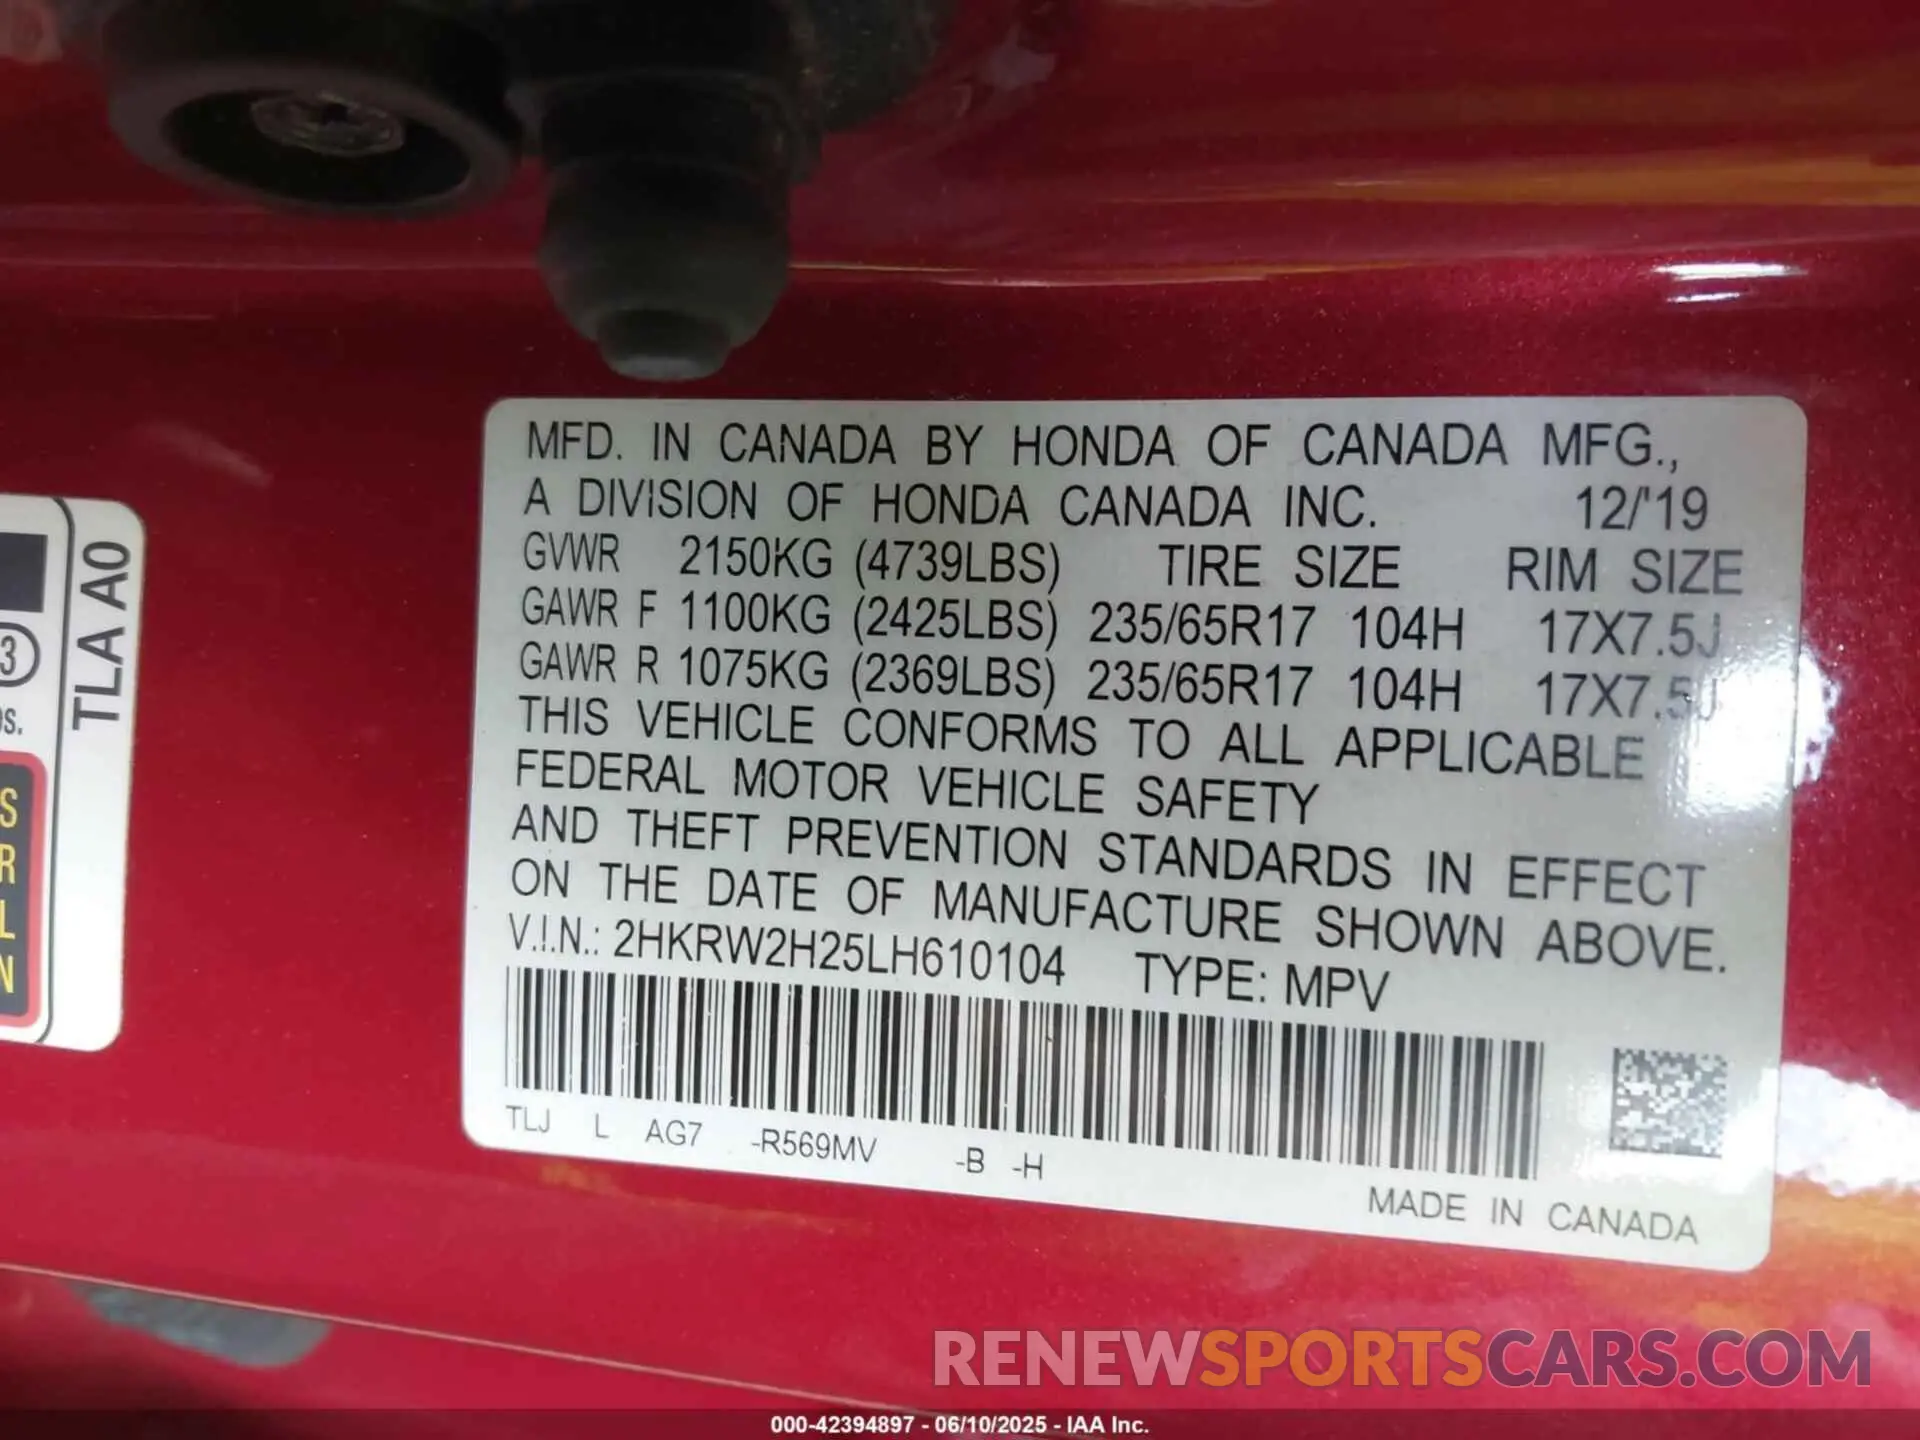 MFD. IN CANADA BY HONDA OF CANADA MFG.,
A DIVISION OF HONDA CANADA INC. 12/'19
GVWR 2150KG (4739LBS) TIRE SIZE RIM SIZE
GAWR F 1100KG (2425LBS) 235/65R17 104H 17X7.5J
GAWR R 1075KG (2369LBS) 235/65R17 104H 17X7.5J
THIS VEHICLE CONFORMS TO ALL APPLICABLE
FEDERAL MOTOR VEHICLE SAFETY
AND THEFT PREVENTION STANDARDS IN EFFECT
ON THE DATE OF MANUFACTURE SHOWN ABOVE.
V.I.N.: 2HKRW2H25LH610104 TYPE: MPV
TLJ L AG7 -R569MV -B -H
MADE IN CANADA
TLA A0
3
s.
S
R
L
N
RENEWSPORTSCARS.COM
000-42394897 - 06/10/2025 - IAA Inc.